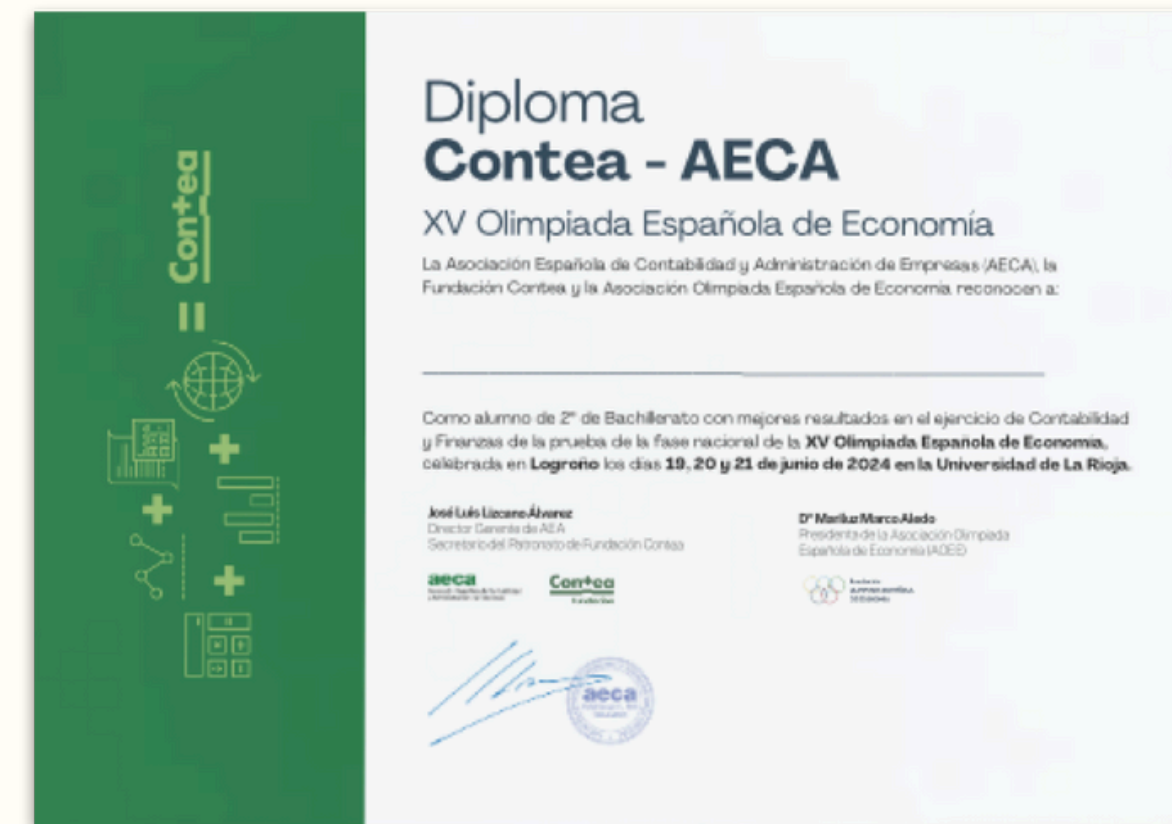 = Contea
Diploma
Contea - AECA
XV Olimpiada Española de Economía
La Asociación Española de Contabilidad y Administración de Empresas (AECA), la
Fundación Contea y la Asociación Olimpiada Española de Economía reconocen a:
Como alumno de 2º de Bachillerato con mejores resultados en el ejercicio de Contabilidad
y Finanzas de la prueba de la fase nacional de la XV Olimpiada Española de Economía,
celebrada en Logroño los días 19, 20 y 21 de junio de 2024 en la Universidad de La Rioja.
José Luis Lizcano Álvarez
Director Gerente de AEA
Secretario del Patronato de Fundación Contea
Dª Mariluz Marco Aledo
Presidenta de la Asociación Olimpiada
Española de Economía (AOEE)
aeca
Contea
aeca